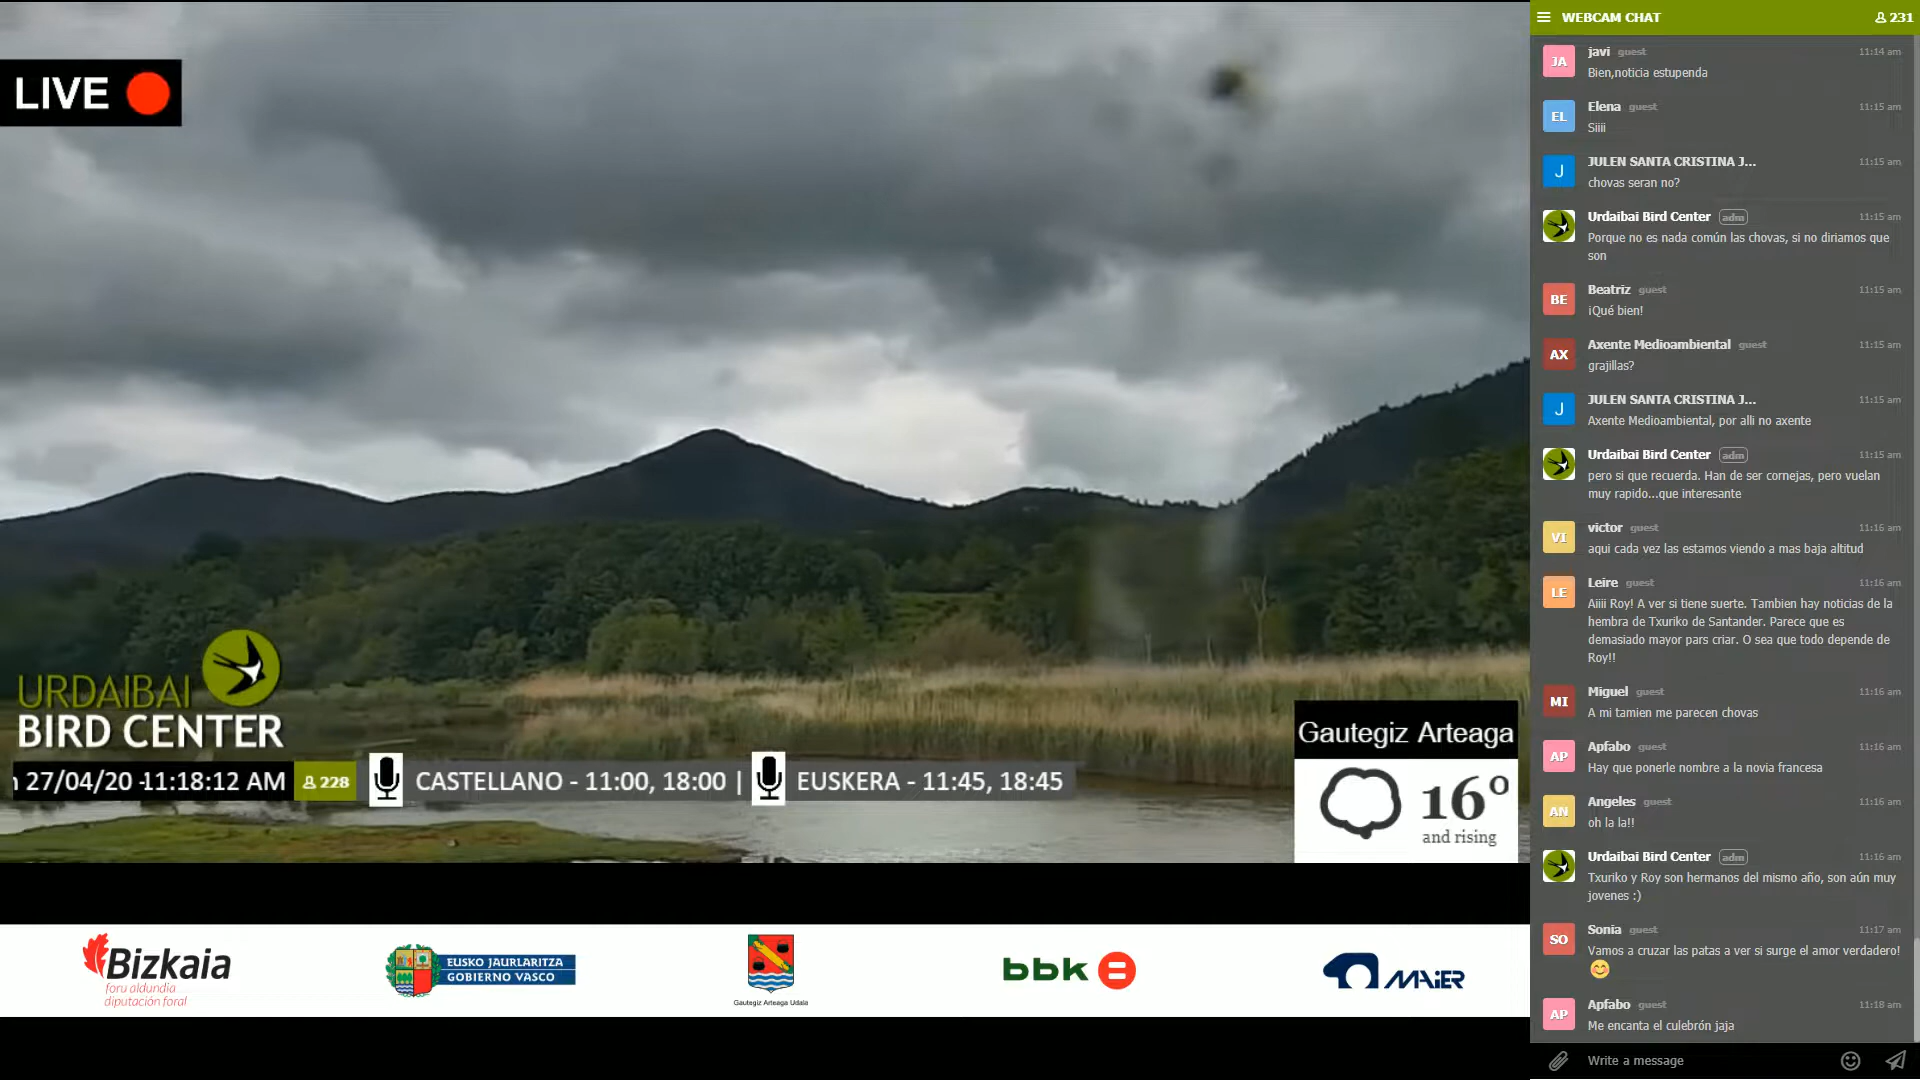 LIVE
URDAIBAI
BIRD CENTER
27/04/20 -11:18:12 AM
228
CASTELLANO - 11:00, 18:00 |
EUSKERA - 11:45, 18:45
Gautegiz Arteaga
16°
and rising
Bizkaia
foru aldundia
diputación foral
EUSKO JAURLARITZA
GOBIERNO VASCO
Gautegiz Arteaga Udala
bbk
MAIER
WEBCAM CHAT
231
JA
javi guest 11:14 am
Bien,noticia estupenda
EL
Elena guest 11:15 am
Siiii
J
JULEN SANTA CRISTINA J... 11:15 am
chovas seran no?
Urdaibai Bird Center adm 11:15 am
Porque no es nada común las chovas, si no diriamos que
son
BE
Beatriz guest 11:15 am
¡Qué bien!
AX
Axente Medioambiental guest 11:15 am
grajillas?
J
JULEN SANTA CRISTINA J... 11:15 am
Axente Medioambiental, por alli no axente
Urdaibai Bird Center adm 11:15 am
pero si que recuerda. Han de ser cornejas, pero vuelan
muy rapido...que interesante
VI
victor guest 11:16 am
aqui cada vez las estamos viendo a mas baja altitud
LE
Leire guest 11:16 am
Aiiii Roy! A ver si tiene suerte. Tambien hay noticias de la
hembra de Txuriko de Santander. Parece que es
demasiado mayor pars criar. O sea que todo depende de
Roy!!
MI
Miguel guest 11:16 am
A mi tamien me parecen chovas
AP
Apfabo guest 11:16 am
Hay que ponerle nombre a la novia francesa
AN
Angeles guest 11:16 am
oh la la!!
Urdaibai Bird Center adm 11:16 am
Txuriko y Roy son hermanos del mismo año, son aún muy
jovenes :)
SO
Sonia guest 11:17 am
Vamos a cruzar las patas a ver si surge el amor verdadero!
😊
AP
Apfabo guest 11:18 am
Me encanta el culebrón jaja
Write a message